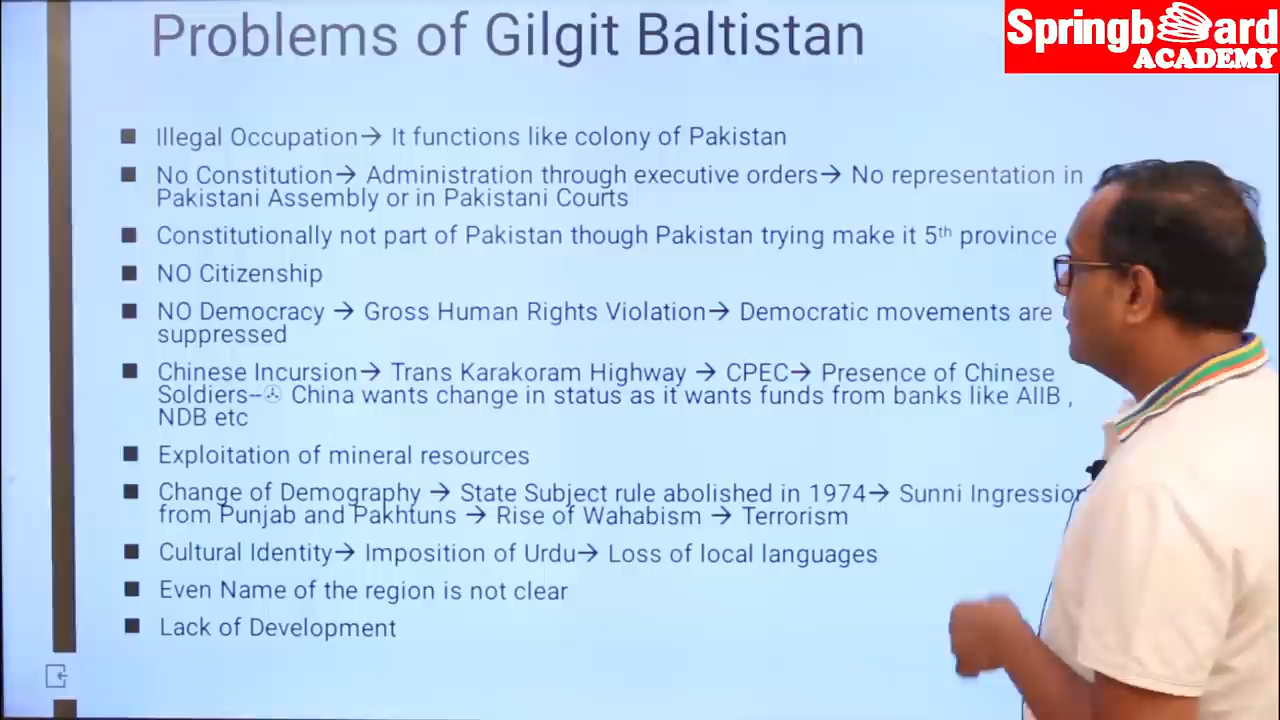 Problems of Gilgit Baltistan
Springboard
ACADEMY
■ Illegal Occupation→ It functions like colony of Pakistan
■ No Constitution→ Administration through executive orders→ No representation in
Pakistani Assembly or in Pakistani Courts
■ Constitutionally not part of Pakistan though Pakistan trying make it 5th province
■ NO Citizenship
■ NO Democracy → Gross Human Rights Violation→ Democratic movements are
suppressed
■ Chinese Incursion→ Trans Karakoram Highway → CPEC→ Presence of Chinese
Soldiers– China wants change in status as it wants funds from banks like AIIB ,
NDB etc
■ Exploitation of mineral resources
■ Change of Demography → State Subject rule abolished in 1974→ Sunni Ingression
from Punjab and Pakhtuns → Rise of Wahabism → Terrorism
■ Cultural Identity→ Imposition of Urdu→ Loss of local languages
■ Even Name of the region is not clear
■ Lack of Development